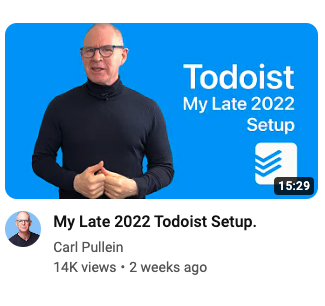 Todoist
My Late 2022
Setup
15:29
My Late 2022 Todoist Setup.
Carl Pullein
14K views • 2 weeks ago